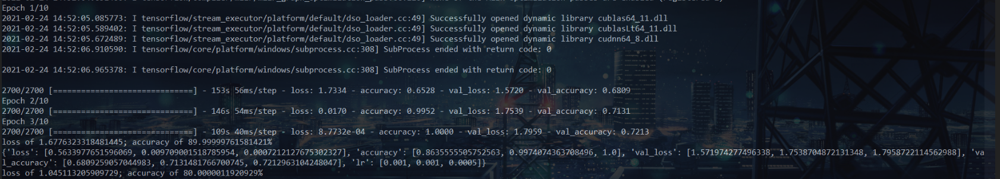 Epoch 1/10
2021-02-24 14:52:05.085773: I tensorflow/stream_executor/platform/default/dso_loader.cc:49] Successfully opened dynamic library cublas64_11.dll
2021-02-24 14:52:05.589402: I tensorflow/stream_executor/platform/default/dso_loader.cc:49] Successfully opened dynamic library cublasLt64_11.dll
2021-02-24 14:52:05.672489: I tensorflow/stream_executor/platform/default/dso_loader.cc:49] Successfully opened dynamic library cudnn64_8.dll
2021-02-24 14:52:06.910590: I tensorflow/core/platform/windows/subprocess.cc:308] SubProcess ended with return code: 0
2021-02-24 14:52:06.965378: I tensorflow/core/platform/windows/subprocess.cc:308] SubProcess ended with return code: 0
2700/2700 [==============================] - 153s 56ms/step - loss: 1.7334 - accuracy: 0.6528 - val_loss: 1.5720 - val_accuracy: 0.6809
Epoch 2/10
2700/2700 [==============================] - 146s 54ms/step - loss: 0.0170 - accuracy: 0.9952 - val_loss: 1.7539 - val_accuracy: 0.7131
Epoch 3/10
2700/2700 [==============================] - 109s 40ms/step - loss: 8.7732e-04 - accuracy: 1.0000 - val_loss: 1.7959 - val_accuracy: 0.7213
loss of 1.6776323318481445; accuracy of 89.99999761581421%
{'loss': [0.5633977651596069, 0.009709001518785954, 0.0007212127675302327], 'accuracy': [0.8635555505752563, 0.9974074363708496, 1.0], 'val_loss': [1.571974277496338, 1.7538704872131348, 1.7958722114562988], 'va
l_accuracy': [0.6809259057044983, 0.7131481766700745, 0.7212963104248047], 'lr': [0.001, 0.001, 0.0005]}
loss of 1.045113205909729; accuracy of 80.0000011920929%